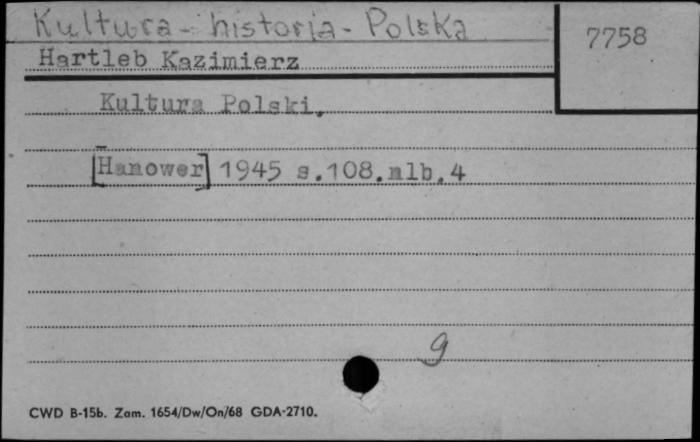 Kultura - historia - Polska
7758
Hartleb Kazimierz
Kultura Polski.
[Hanower] 1945 s.108.nlb.4
9
CWD B-15b. Zam. 1654/Dw/On/68 GDA-2710.